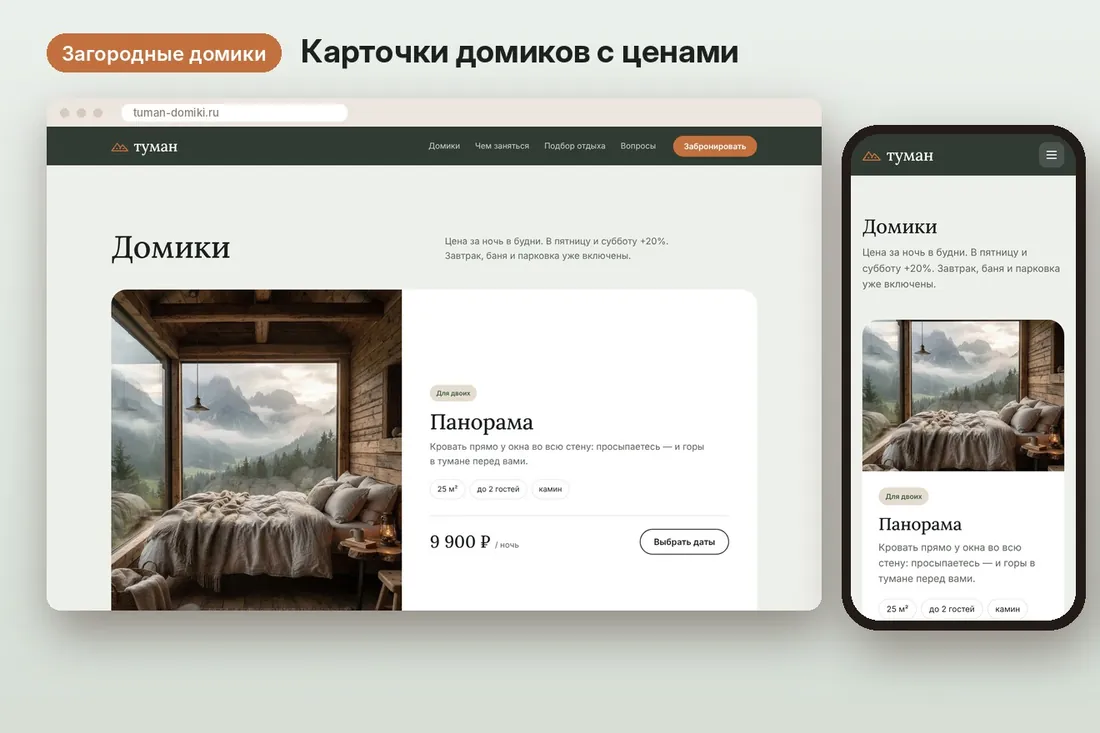 Загородные домики
Карточки домиков с ценами
tuman-domiki.ru
туман
Домики
Чем заняться
Подбор отдыха
Вопросы
Забронировать
Домики
Цена за ночь в будни. В пятницу и субботу +20%.
Завтрак, баня и парковка уже включены.
Для двоих
Панорама
Кровать прямо у окна во всю стену: просыпаетесь — и горы
в тумане перед вами.
25 м²
до 2 гостей
камин
9 900 ₽ / ночь
Выбрать даты
туман
Домики
Цена за ночь в будни. В пятницу и
субботу +20%. Завтрак, баня и парковка
уже включены.
Для двоих
Панорама
Кровать прямо у окна во всю
стену: просыпаетесь — и горы в
тумане перед вами.
25 м²
до 2 гостей
камин